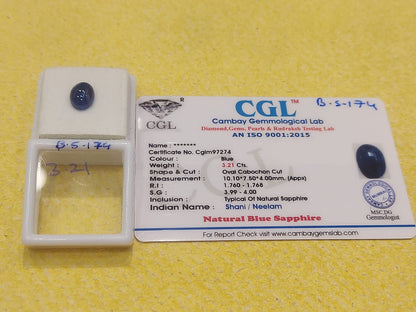 B.S-174
3.21
CGL
R
CGL TM
B.S-174
Cambay Gemmological Lab
Diamond, Gems, Pearls & Rudraksh Testing Lab
AN ISO 9001:2015
Name : *******
Certificate No. Cglm97274
Colour : Blue
Weight : 3.21 Cts.
Shape & Cut : Oval Cabochon Cut
Measurement : 10.10*7.50*4.00mm, (Appx)
R.I : 1.760 - 1.768
S.G : 3.99 - 4.00
Inclusion : Typical Of Natural Sapphire
Indian Name : Shani / Neelam
Natural Blue Sapphire
MSC,DG
Gemmologist
For Report Check visit - www.cambaygemslab.com